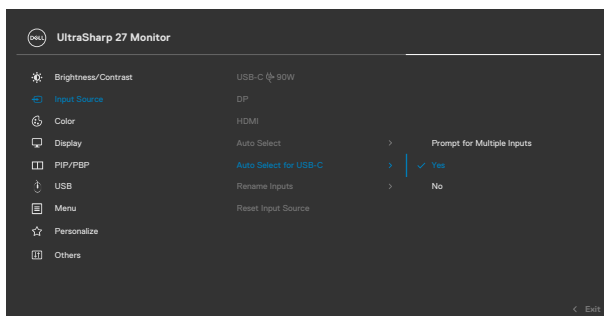 DELL UltraSharp 27 Monitor
Brightness/Contrast
Input Source
Color
Display
PIP/PBP
USB
Menu
Personalize
Others
USB-C 90W
DP
HDMI
Auto Select >
Auto Select for USB-C >
Rename Inputs >
Reset Input Source
Prompt for Multiple Inputs
✓ Yes
No
< Exit